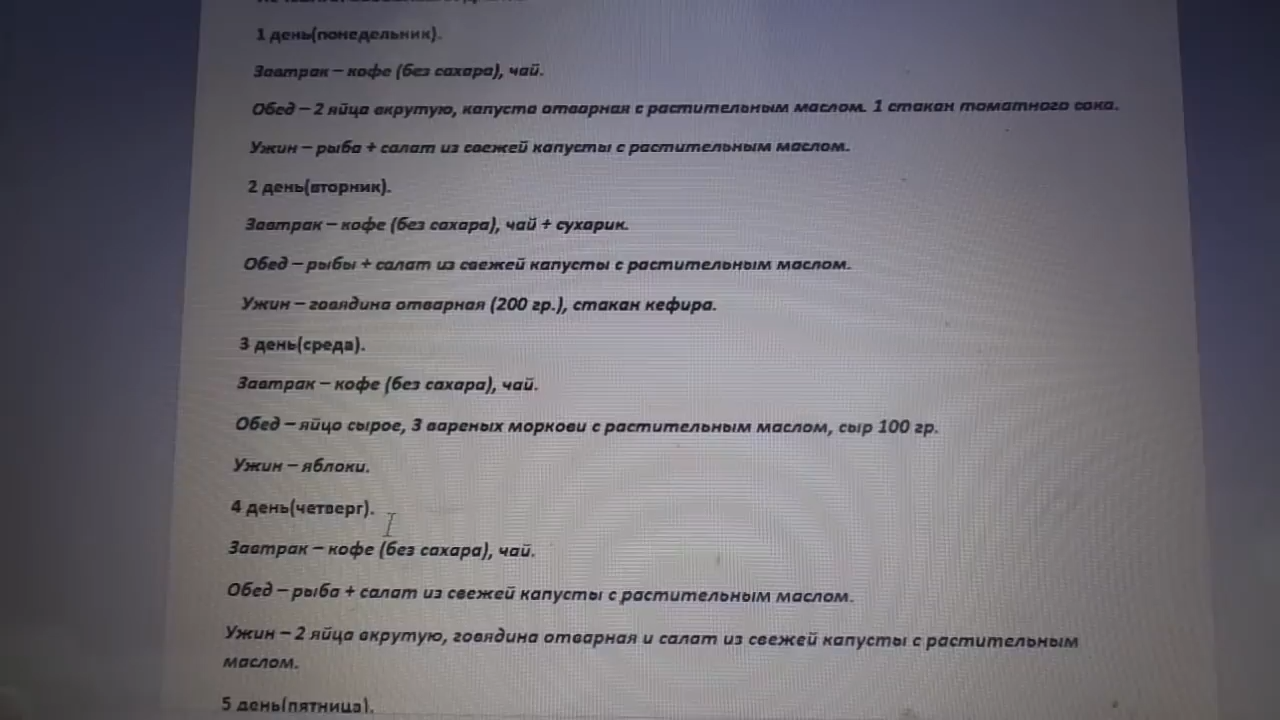 1 день(понедельник).
Завтрак – кофе (без сахара), чай.
Обед – 2 яйца вкрутую, капуста отварная с растительным маслом. 1 стакан томатного сока.
Ужин – рыба + салат из свежей капусты с растительным маслом.
2 день(вторник).
Завтрак – кофе (без сахара), чай + сухарик.
Обед – рыбы + салат из свежей капусты с растительным маслом.
Ужин – говядина отварная (200 гр.), стакан кефира.
3 день(среда).
Завтрак – кофе (без сахара), чай.
Обед – яйцо сырое, 3 вареных моркови с растительным маслом, сыр 100 гр.
Ужин – яблоки.
4 день(четверг).
Завтрак – кофе (без сахара), чай.
Обед – рыба + салат из свежей капусты с растительным маслом.
Ужин – 2 яйца вкрутую, говядина отварная и салат из свежей капусты с растительным
маслом.
5 день(пятница).